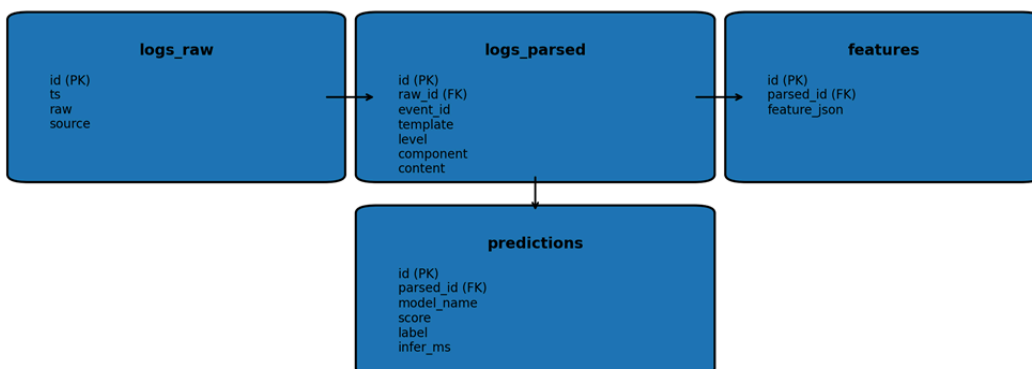 logs_raw
id (PK)
ts
raw
source
logs_parsed
id (PK)
raw_id (FK)
event_id
template
level
component
content
features
id (PK)
parsed_id (FK)
feature_json
predictions
id (PK)
parsed_id (FK)
model_name
score
label
infer_ms